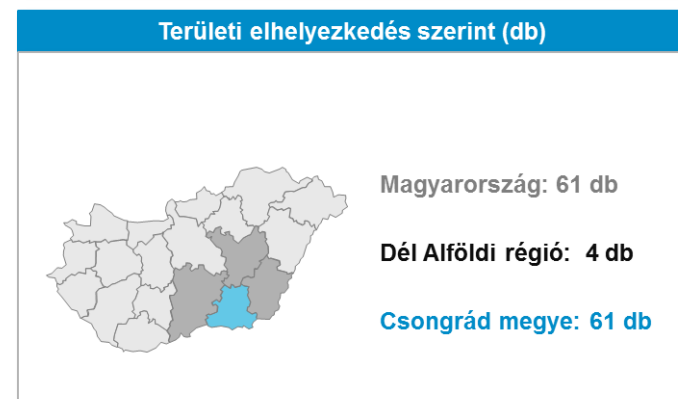 Területi elhelyezkedés szerint (db)
Magyarország: 61 db
Dél Alföldi régió:  4 db
Csongrád megye: 61 db